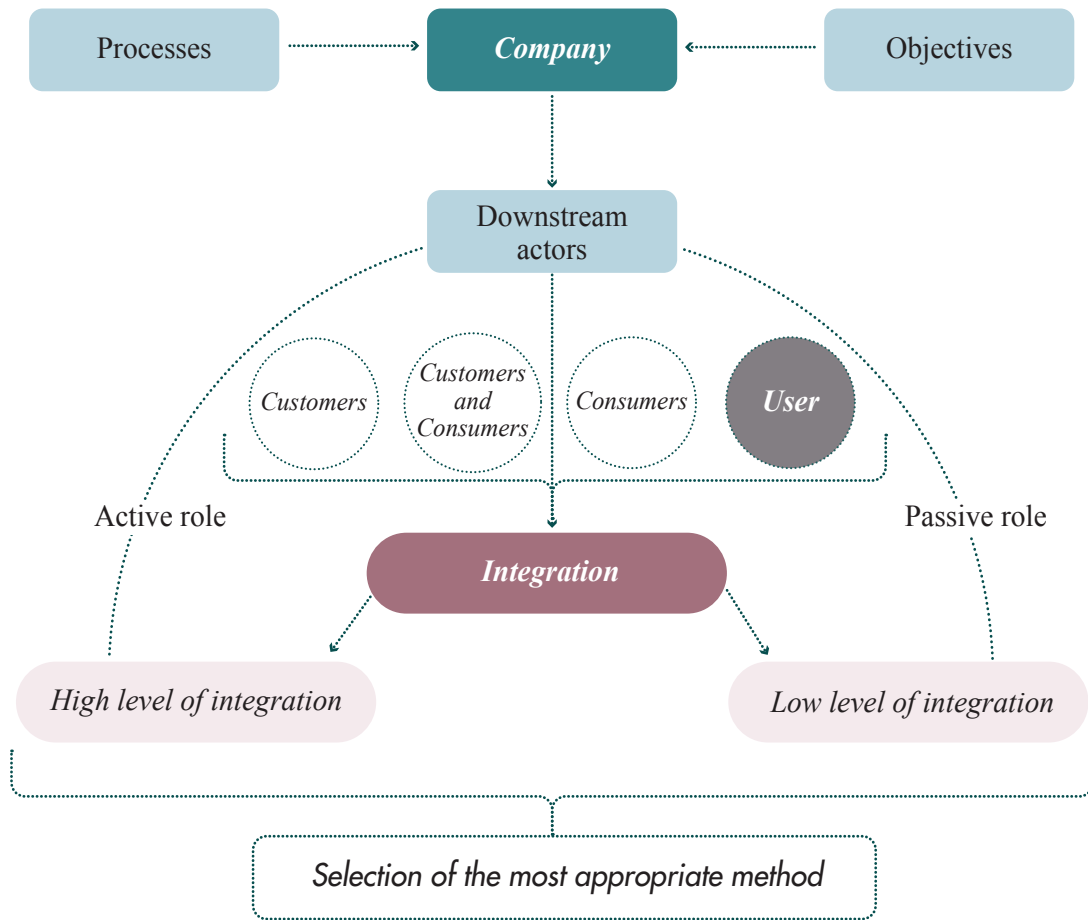 Processes
Company
Objectives
Downstream
actors
Customers
Customers
and
Consumers
Consumers
User
Active role
Passive role
Integration
High level of integration
Low level of integration
Selection of the most appropriate method